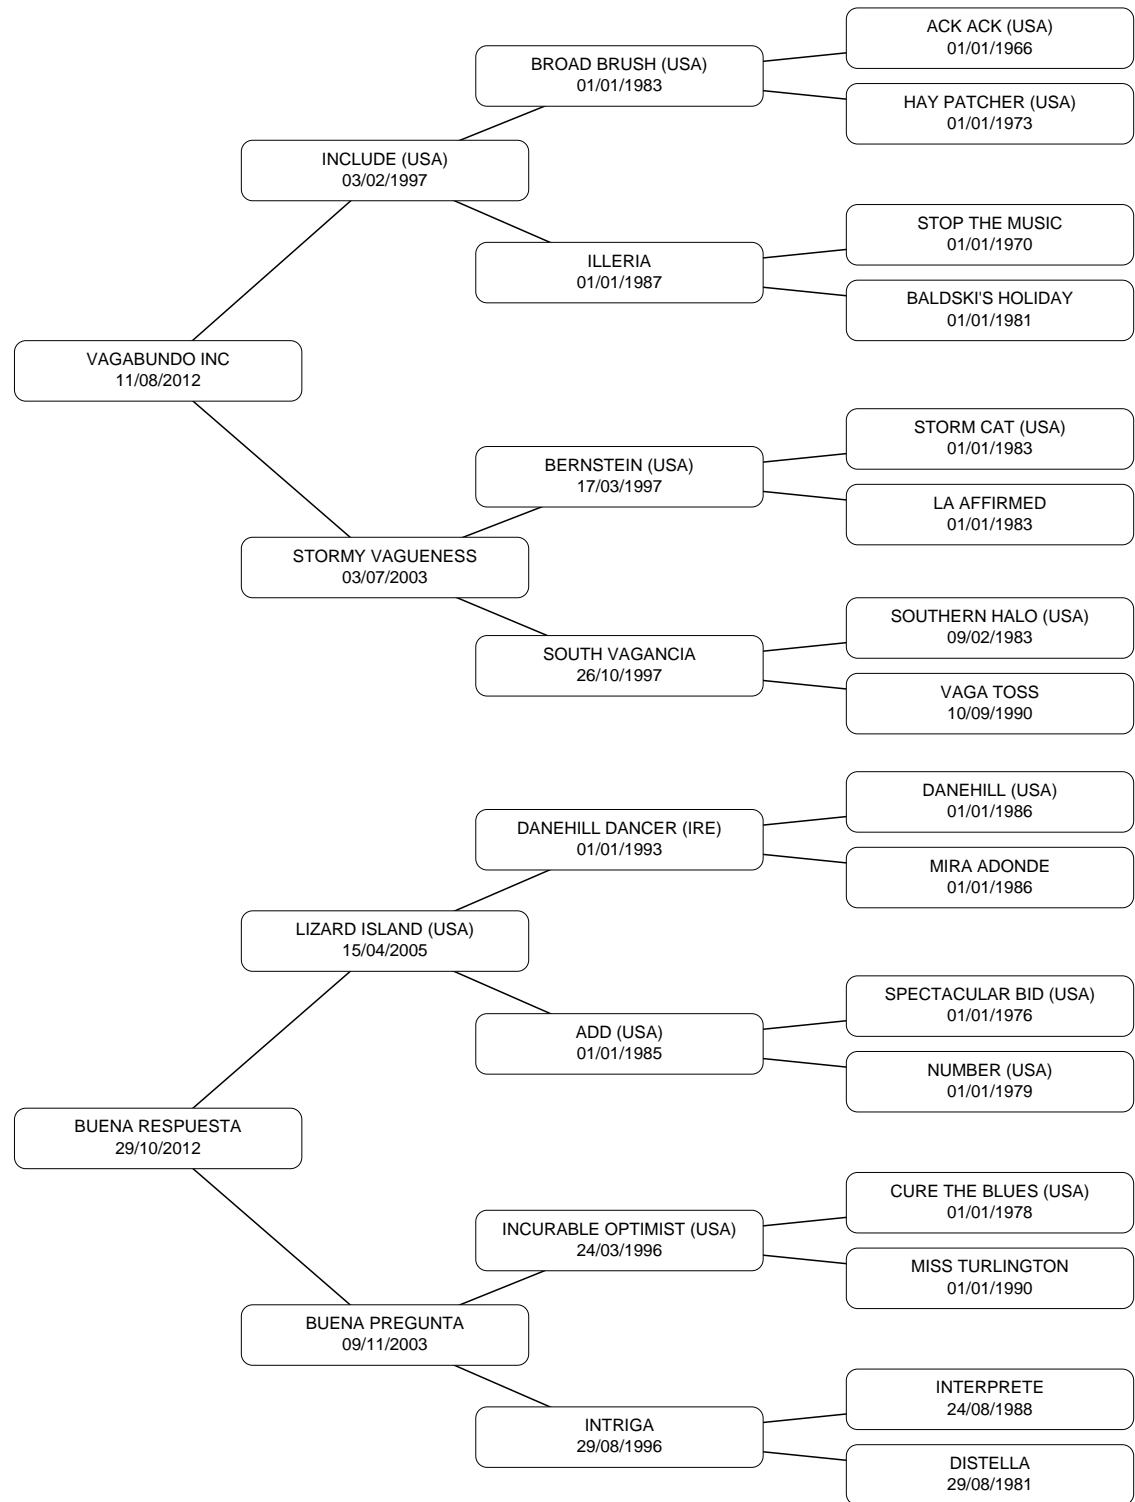 ACK ACK (USA)
01/01/1966
BROAD BRUSH (USA)
01/01/1983
HAY PATCHER (USA)
01/01/1973
INCLUDE (USA)
03/02/1997
STOP THE MUSIC
01/01/1970
ILLERIA
01/01/1987
BALDSKI'S HOLIDAY
01/01/1981
VAGABUNDO INC
11/08/2012
STORM CAT (USA)
01/01/1983
BERNSTEIN (USA)
17/03/1997
LA AFFIRMED
01/01/1983
STORMY VAGUENESS
03/07/2003
SOUTHERN HALO (USA)
09/02/1983
SOUTH VAGANCIA
26/10/1997
VAGA TOSS
10/09/1990
DANEHILL (USA)
01/01/1986
DANEHILL DANCER (IRE)
01/01/1993
MIRA ADONDE
01/01/1986
LIZARD ISLAND (USA)
15/04/2005
SPECTACULAR BID (USA)
01/01/1976
ADD (USA)
01/01/1985
NUMBER (USA)
01/01/1979
BUENA RESPUESTA
29/10/2012
CURE THE BLUES (USA)
01/01/1978
INCURABLE OPTIMIST (USA)
24/03/1996
MISS TURLINGTON
01/01/1990
BUENA PREGUNTA
09/11/2003
INTERPRETE
24/08/1988
INTRIGA
29/08/1996
DISTELLA
29/08/1981